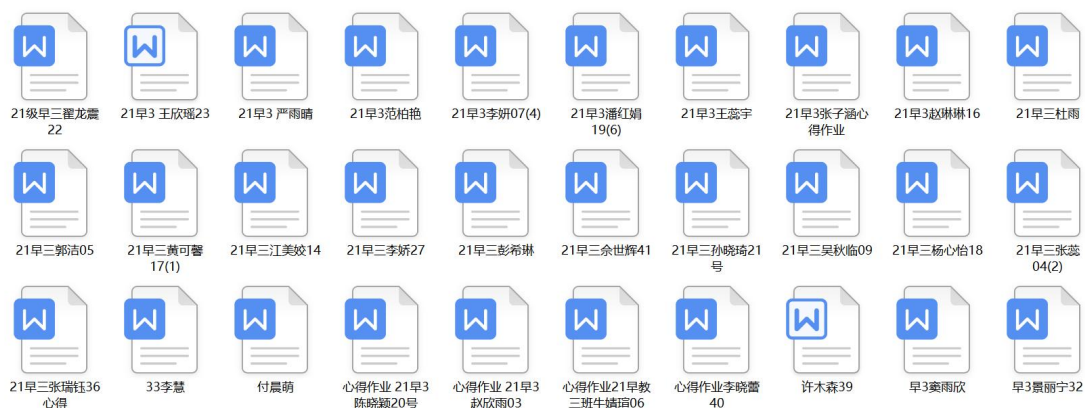 21级早三翟龙震
22
21早3 王欣瑶23
21早3 严雨晴
21早3范柏艳
21早3李妍07(4)
21早3潘红娟
19(6)
21早3王蕊宇
21早3张子涵心
得作业
21早3赵琳琳16
21早三杜雨
21早三郭洁05
21早三黄可馨
17(1)
21早三江美姣14
21早三李娇27
21早三彭希琳
21早三佘世辉41
21早三孙晓琦21
号
21早三吴秋临09
21早三杨心怡18
21早三张蕊
04(2)
21早三张瑞钰36
心得
33李慧
付晨萌
心得作业 21早3
陈晓颖20号
心得作业 21早3
赵欣雨03
心得作业21早教
三班牛婧瑄06
心得作业李晓蕾
40
许木森39
早3窦雨欣
早3景丽宁32